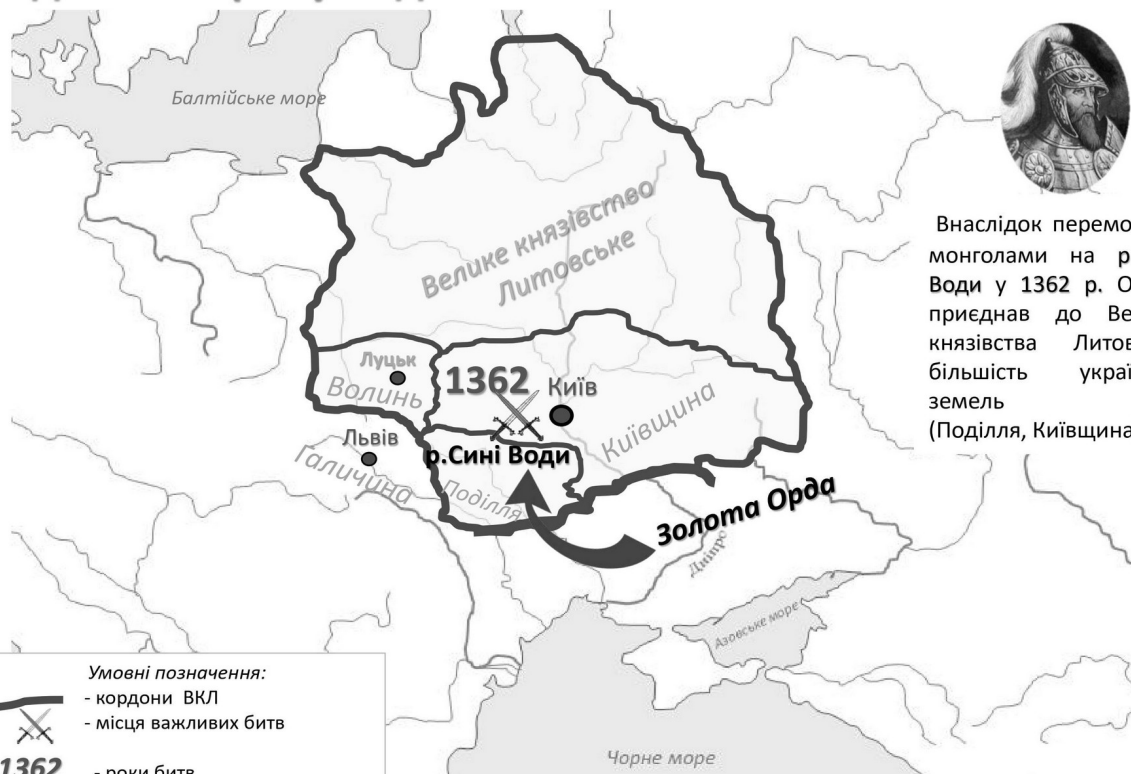 Балтійське море
Велике князівство
Литовське
Луцьк
Волинь
1362
Київ
Київщина
Львів
р.Сині Води
Галичина
Поділля
Золота Орда
Дніпро
Азовське море
Чорне море
Внаслідок перемо
монголами на р
Води у 1362 р. О
приєднав до Ве
князівства Литов
більшість украї
земель
(Поділля, Київщина
Умовні позначення:
- кордони ВКЛ
- місця важливих битв
1362 - роки битв